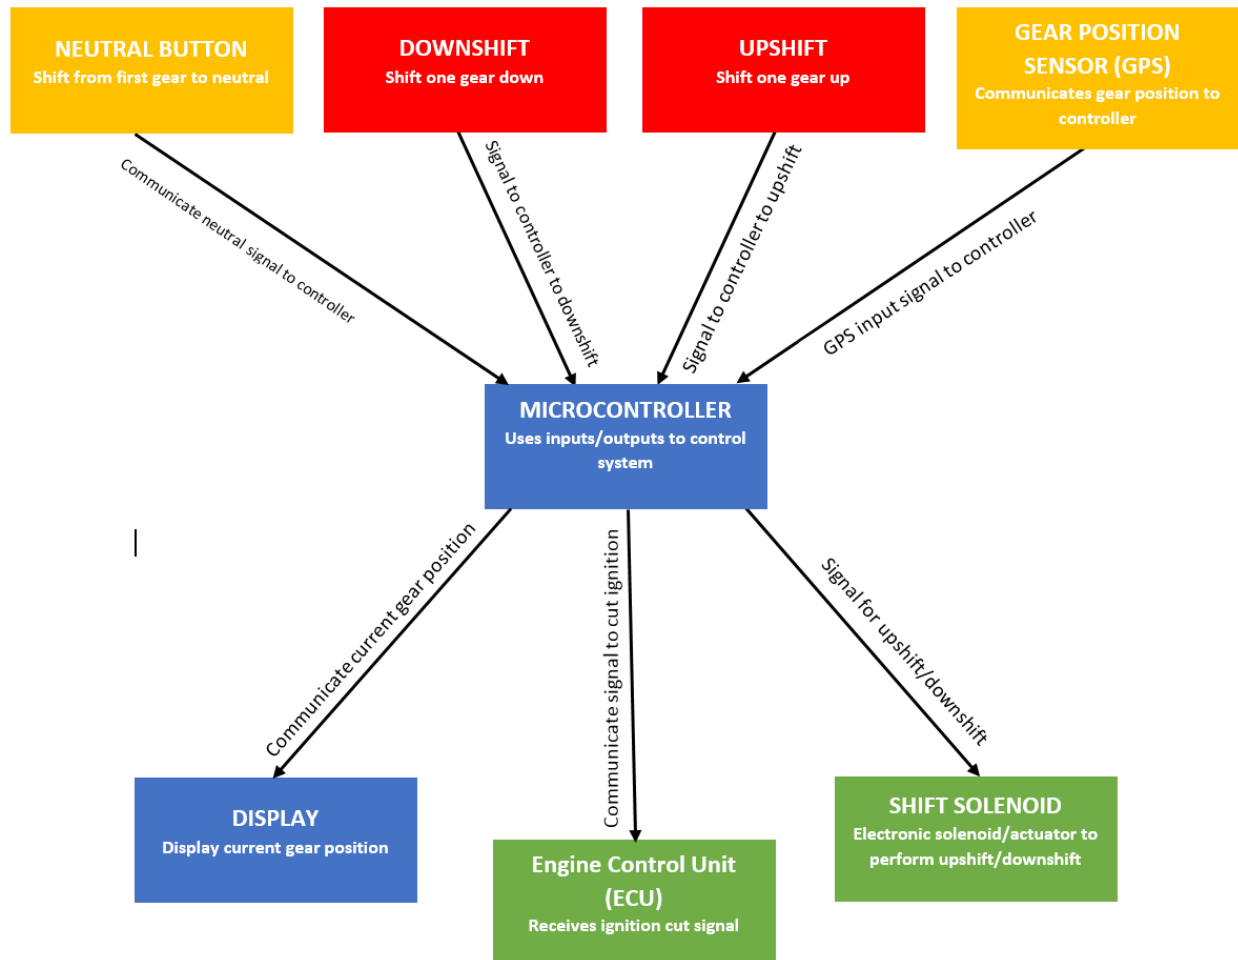 NEUTRAL BUTTON
Shift from first gear to neutral
DOWNSHIFT
Shift one gear down
UPSHIFT
Shift one gear up
GEAR POSITION
SENSOR (GPS)
Communicates gear position to
controller
Communicate neutral signal to controller
Signal to controller to downshift
Signal to controller to upshift
GPS input signal to controller
MICROCONTROLLER
Uses inputs/outputs to control
system
Communicate current gear position
Communicate signal to cut ignition
Signal for upshift/downshift
DISPLAY
Display current gear position
Engine Control Unit
(ECU)
Receives ignition cut signal
SHIFT SOLENOID
Electronic solenoid/actuator to
perform upshift/downshift